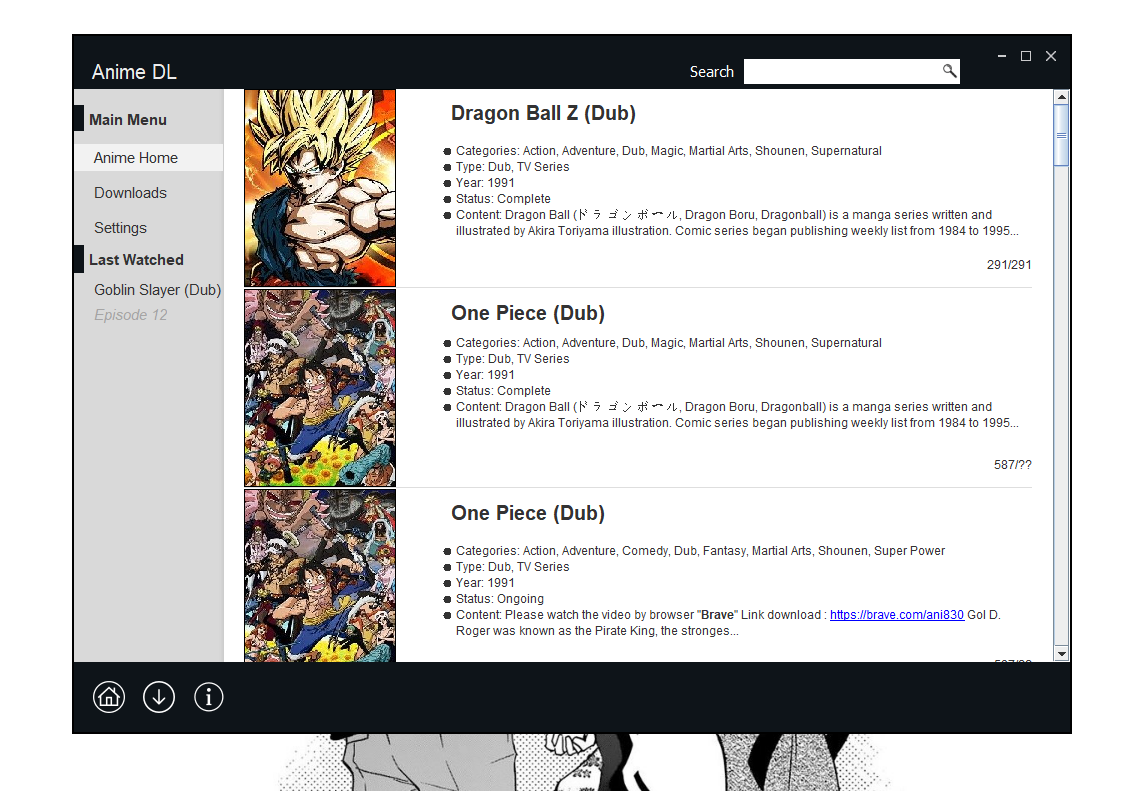 Anime DL
Search
Main Menu
Anime Home
Downloads
Settings
Last Watched
Goblin Slayer (Dub)
Episode 12
Dragon Ball Z (Dub)
Categories: Action, Adventure, Dub, Magic, Martial Arts, Shounen, Supernatural
Type: Dub, TV Series
Year: 1991
Status: Complete
Content: Dragon Ball (ドラゴンボール, Dragon Boru, Dragonball) is a manga series written and
illustrated by Akira Toriyama illustration. Comic series began publishing weekly list from 1984 to 1995...
291/291
One Piece (Dub)
Categories: Action, Adventure, Dub, Magic, Martial Arts, Shounen, Supernatural
Type: Dub, TV Series
Year: 1991
Status: Complete
Content: Dragon Ball (ドラゴンボール, Dragon Boru, Dragonball) is a manga series written and
illustrated by Akira Toriyama illustration. Comic series began publishing weekly list from 1984 to 1995...
587/??
One Piece (Dub)
Categories: Action, Adventure, Comedy, Dub, Fantasy, Martial Arts, Shounen, Super Power
Type: Dub, TV Series
Year: 1991
Status: Ongoing
Content: Please watch the video by browser "Brave" Link download : https://brave.com/ani830 Gol D.
Roger was known as the Pirate King, the stronges...